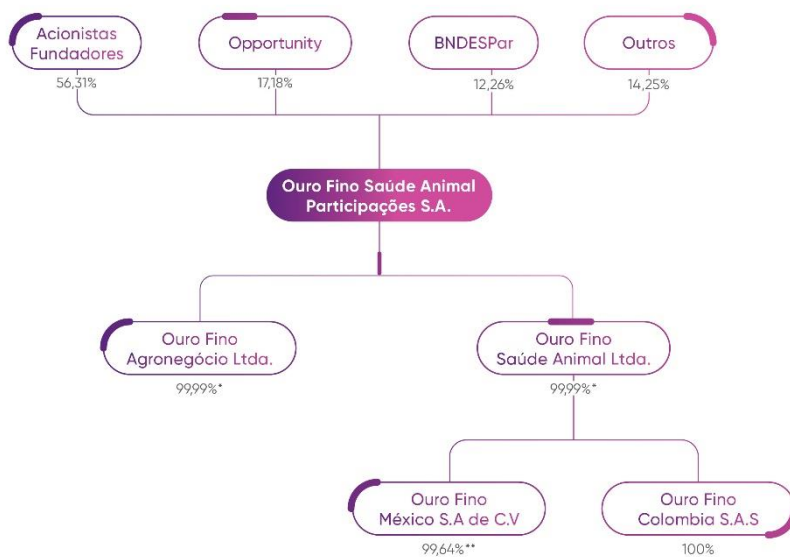 Acionistas
Fundadores
56,31%
Opportunity
17,18%
BNDESPar
12,26%
Outros
14,25%
Ouro Fino Saúde Animal
Participações S.A.
Ouro Fino
Agronegócio Ltda.
99,99%*
Ouro Fino
Saúde Animal Ltda.
99,99%*
Ouro Fino
México S.A de C.V
99,64%**
Ouro Fino
Colombia S.A.S
100%